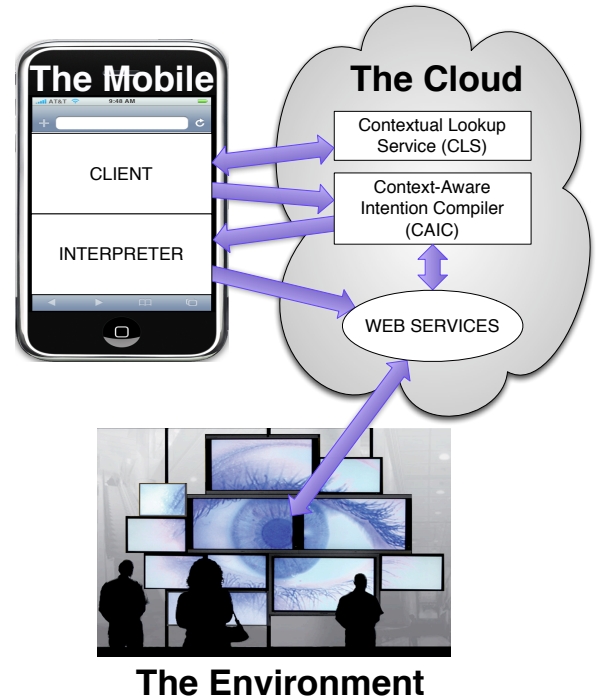 The Mobile
AT&T
9:48 AM
CLIENT
INTERPRETER
The Cloud
Contextual Lookup
Service (CLS)
Context-Aware
Intention Compiler
(CAIC)
WEB SERVICES
The Environment